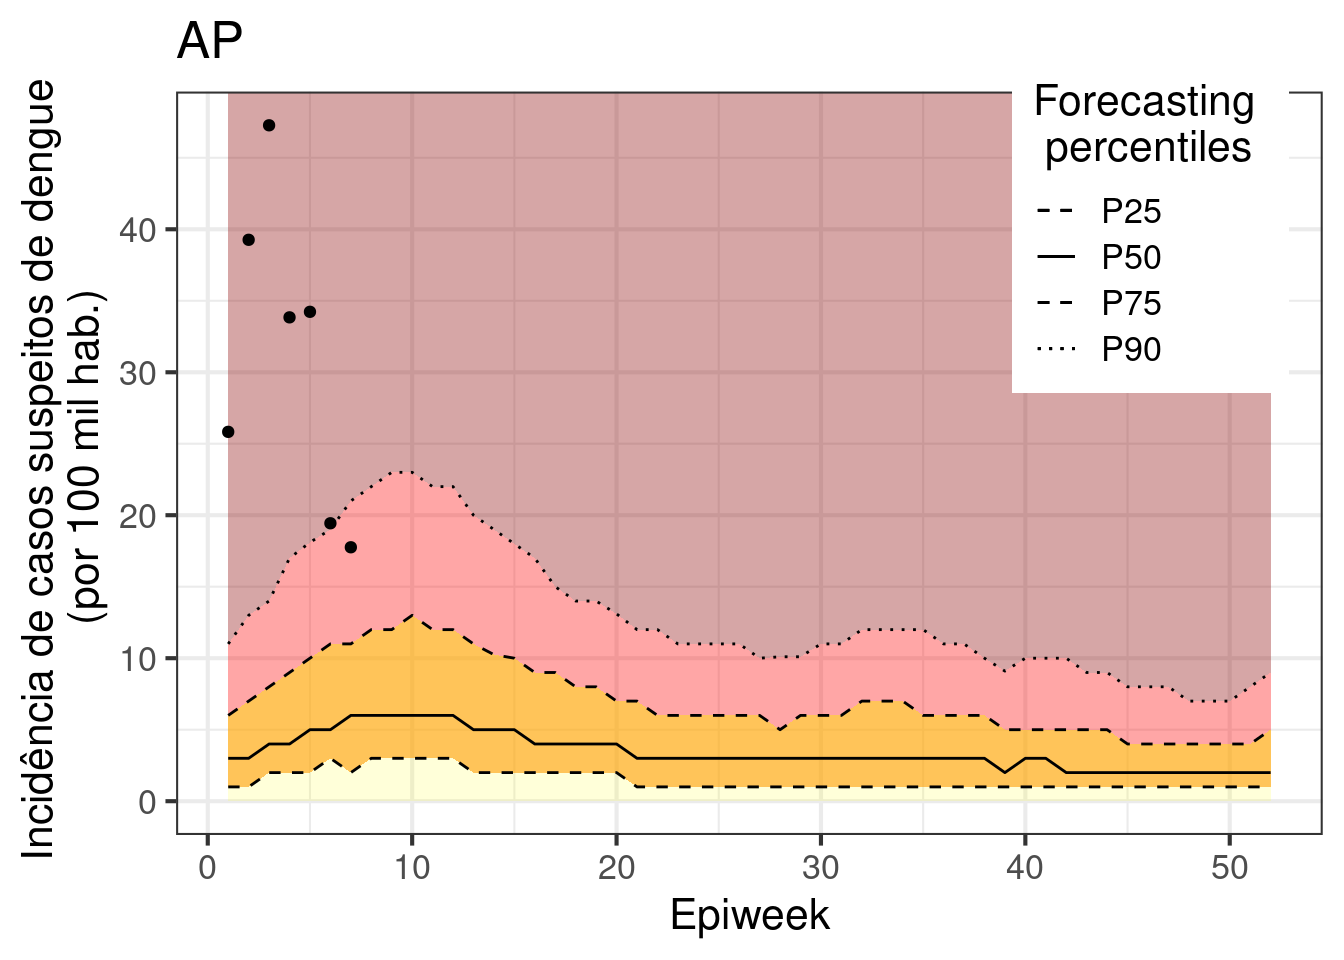 AP
Incidência de casos suspeitos de dengue
(por 100 mil hab.)
40
30
20
10
0
0 10 20 30 40 50
Epiweek
Forecasting
percentiles
P25
P50
P75
P90